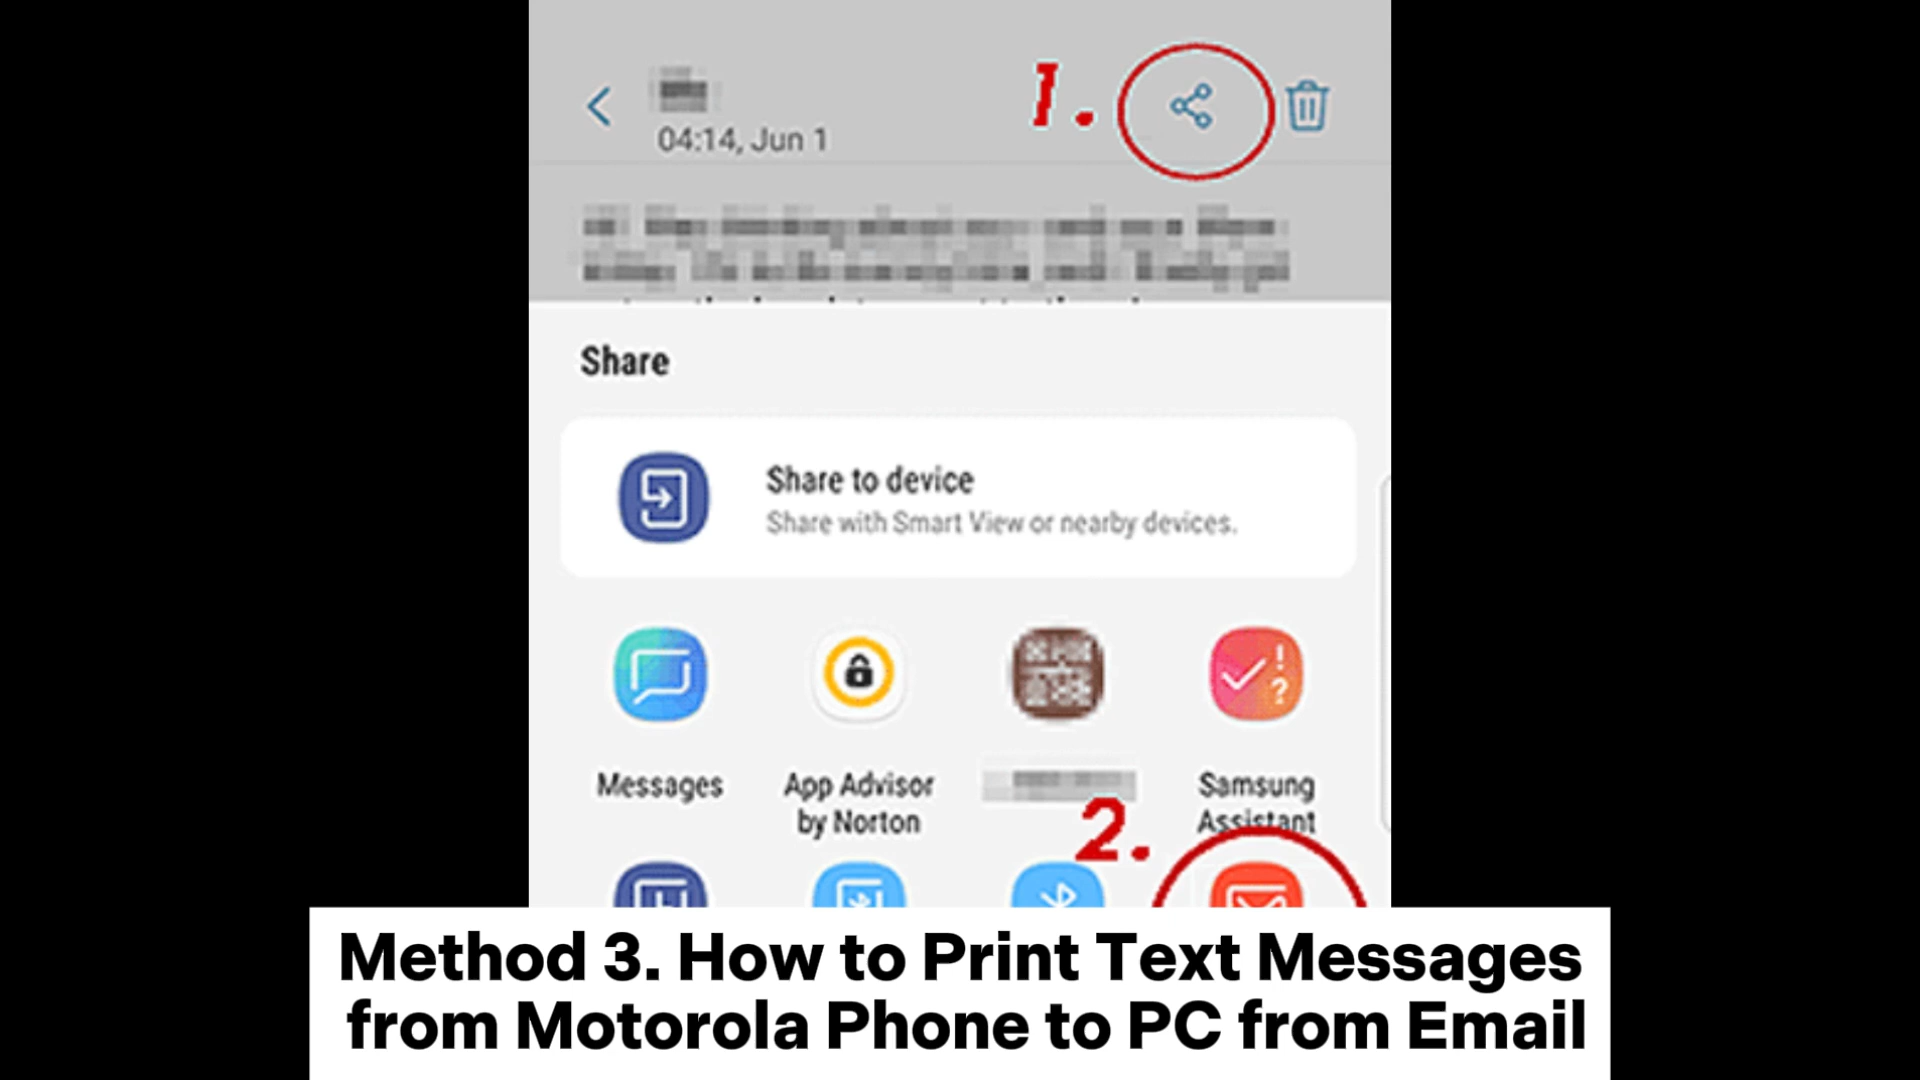 1.
04:14, Jun 1
Share
Share to device
Share with Smart View or nearby devices.
Messages
App Advisor
by Norton
Samsung
Assistant
2.
Method 3. How to Print Text Messages
from Motorola Phone to PC from Email